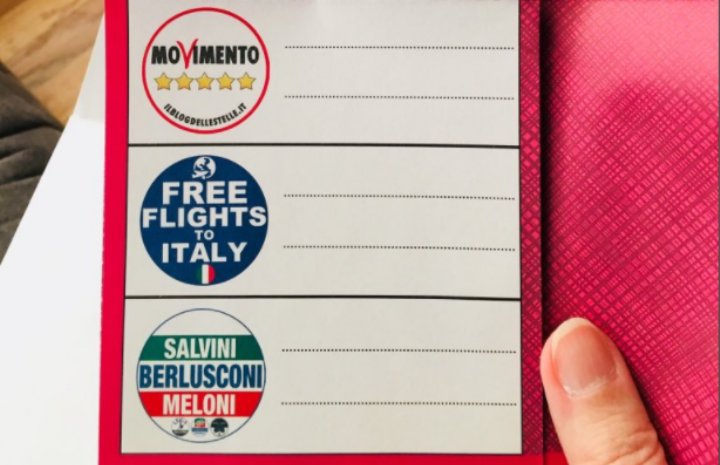 MOVIMENTO
ILBLOGDELLESTELLE.IT
FREE
FLIGHTS
TO
ITALY
SALVINI
BERLUSCONI
MELONI